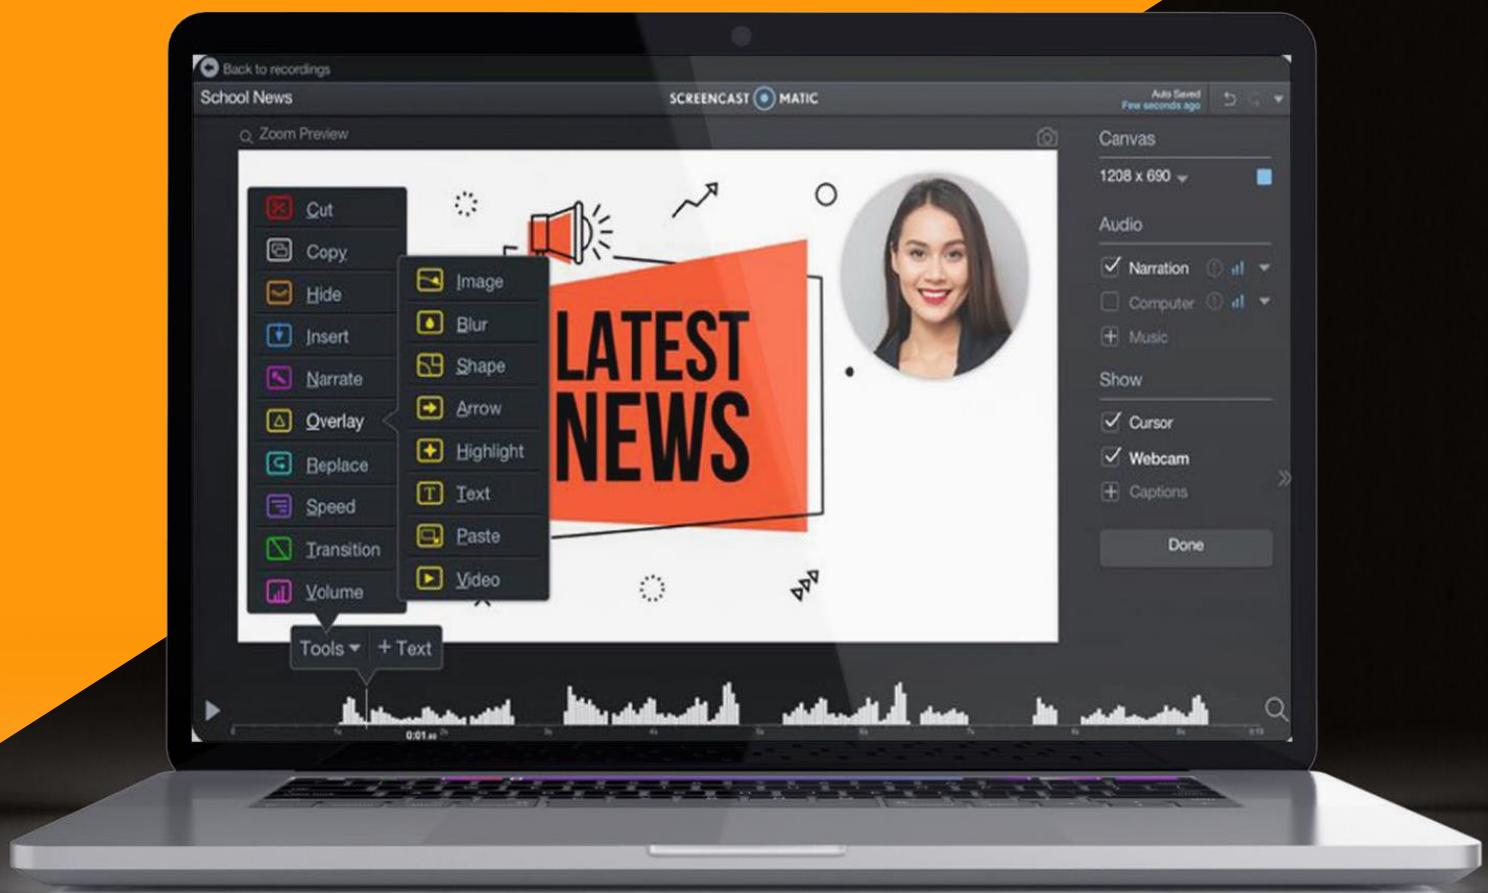 Back to recordings
School News
SCREENCAST MATIC
Auto Saved
Few seconds ago
Zoom Preview
Canvas
1208 x 690
Audio
Narration
Computer
Music
Show
Cursor
Webcam
Captions
Done
Cut
Copy
Hide
Insert
Narrate
Overlay
Replace
Speed
Transition
Volume
Image
Blur
Shape
Arrow
Highlight
Text
Paste
Video
LATEST
NEWS
Tools + Text
0:01